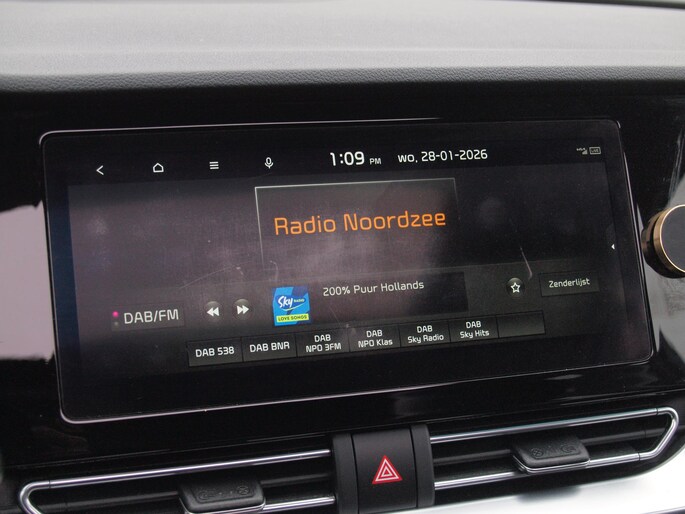 1:09 PM wo, 28-01-2026
Radio Noordzee
200% Puur Hollands
Sky
LOVE SONGS
Zenderlijst
DAB/FM
DAB 538
DAB BNR
DAB
NPO 3FM
DAB
NPO Klas
DAB
Sky Radio
DAB
Sky Hits